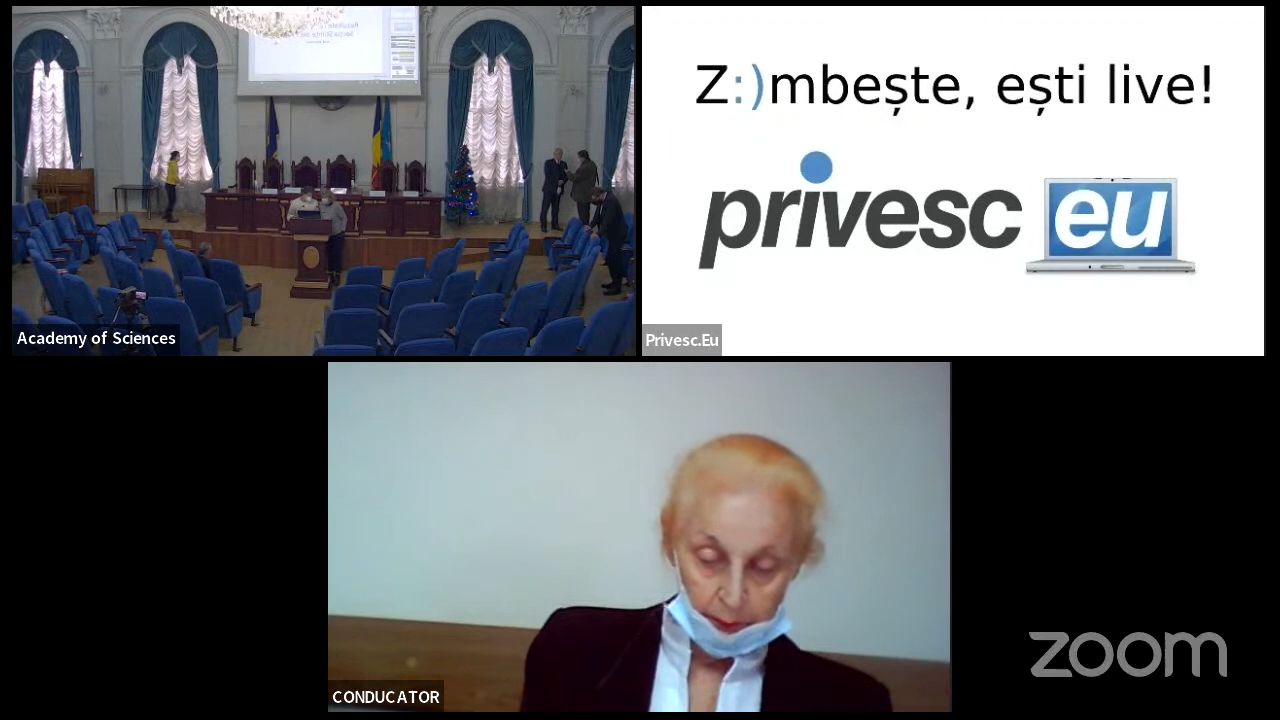 Academy of Sciences
Z:)mbește, ești live!
privesc eu
Privesc.Eu
CONDUCATOR
zoom